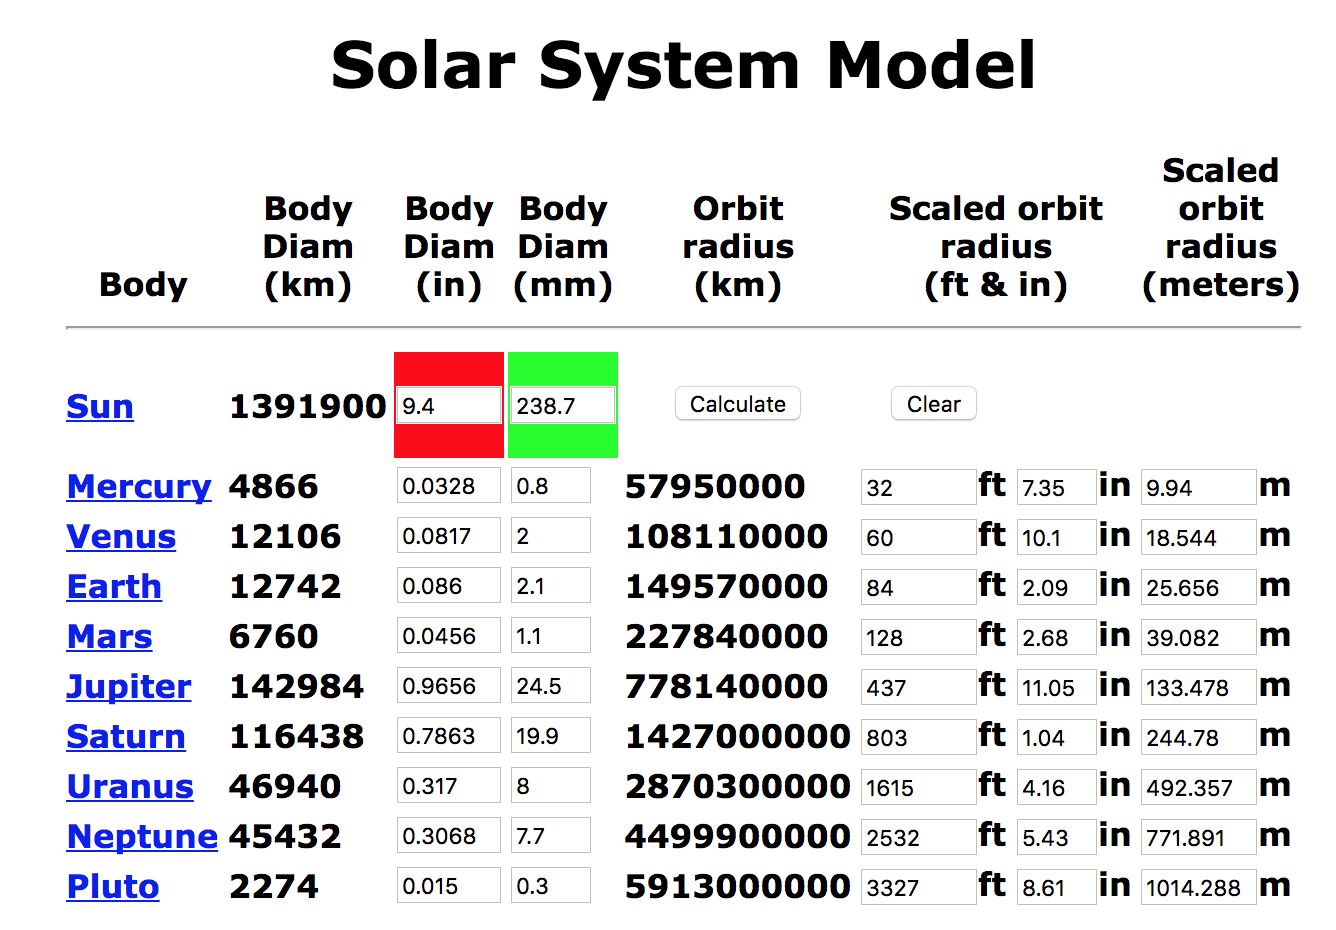 Solar System Model
Body
Body Diam (km)
Body Diam (in)
Body Diam (mm)
Orbit radius (km)
Scaled orbit radius (ft & in)
Scaled orbit radius (meters)
Sun 1391900 9.4 238.7 Calculate Clear
Mercury 4866 0.0328 0.8 57950000 32 ft 7.35 in 9.94 m
Venus 12106 0.0817 2 108110000 60 ft 10.1 in 18.544 m
Earth 12742 0.086 2.1 149570000 84 ft 2.09 in 25.656 m
Mars 6760 0.0456 1.1 227840000 128 ft 2.68 in 39.082 m
Jupiter 142984 0.9656 24.5 778140000 437 ft 11.05 in 133.478 m
Saturn 116438 0.7863 19.9 1427000000 803 ft 1.04 in 244.78 m
Uranus 46940 0.317 8 2870300000 1615 ft 4.16 in 492.357 m
Neptune 45432 0.3068 7.7 4499900000 2532 ft 5.43 in 771.891 m
Pluto 2274 0.015 0.3 5913000000 3327 ft 8.61 in 1014.288 m